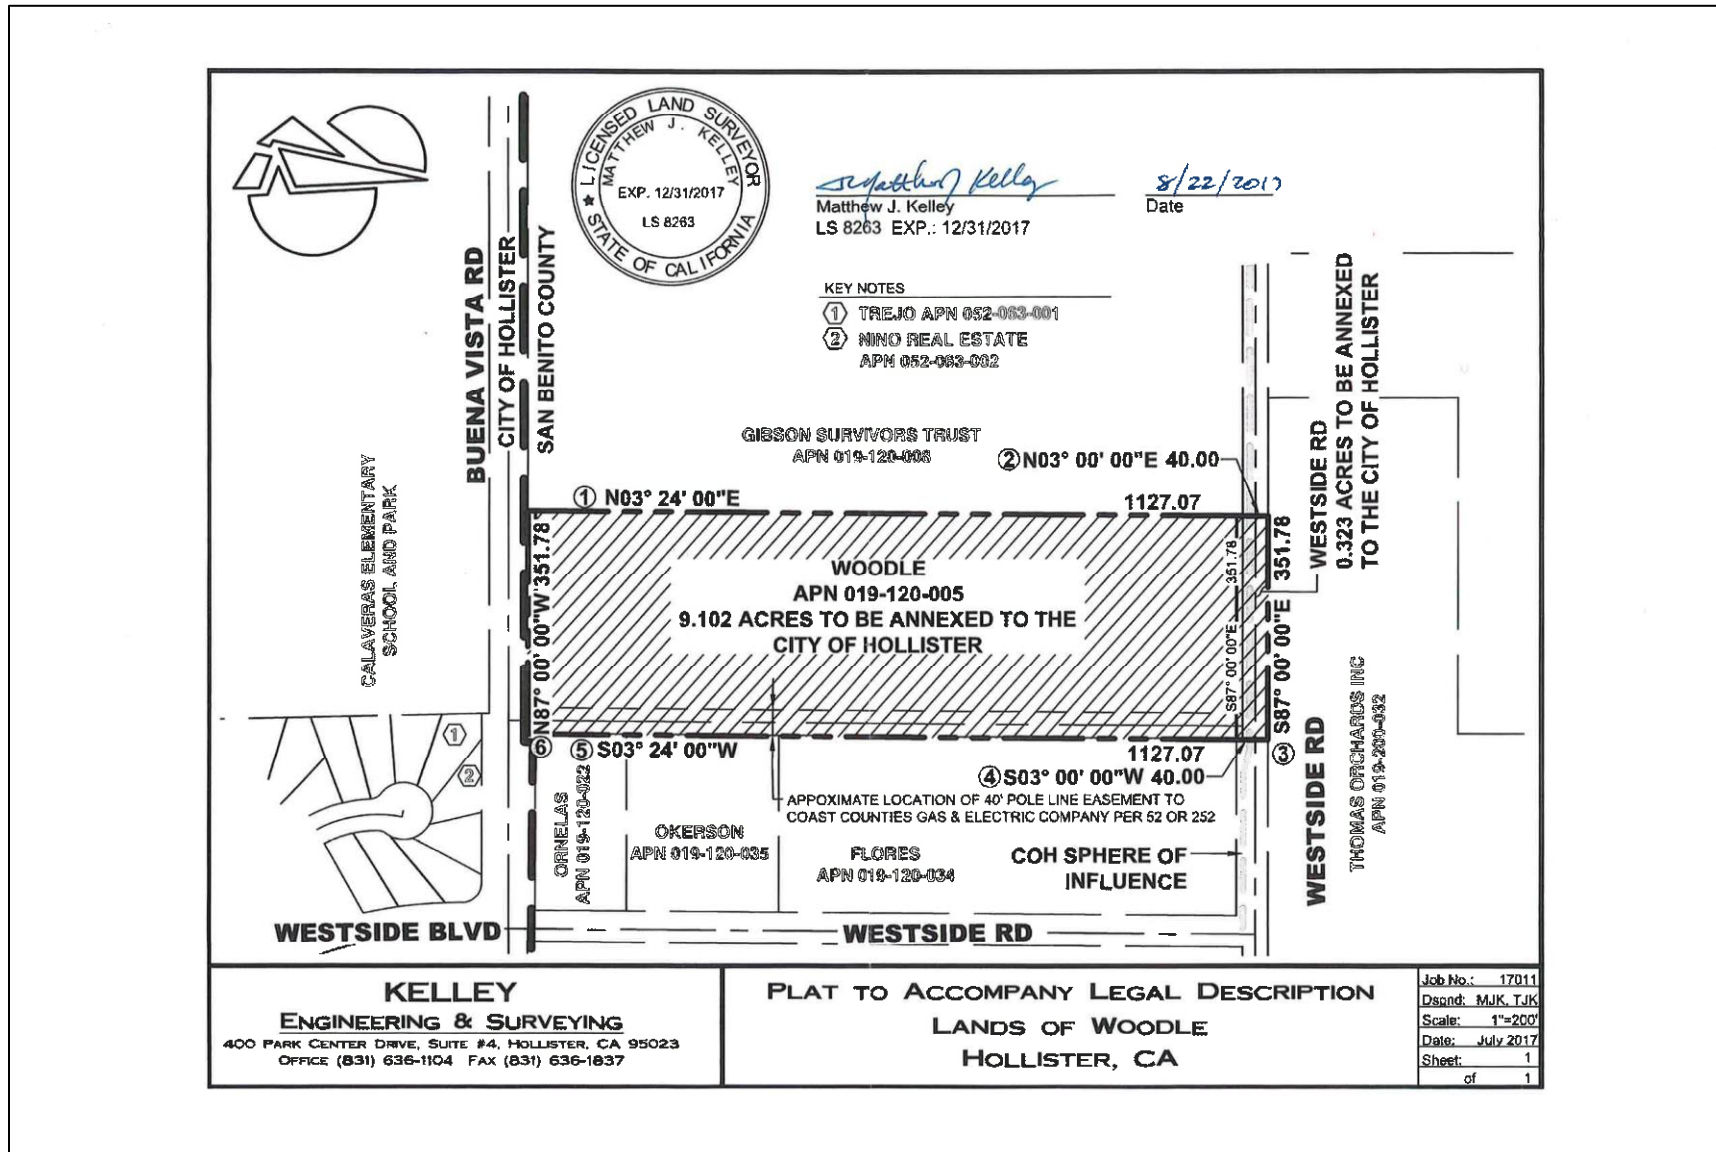 LICENSED LAND SURVEYOR
MATTHEW J. KELLEY
EXP. 12/31/2017
LS 8263
STATE OF CALIFORNIA
Matthew J. Kelley
Matthew J. Kelley
LS 8263 EXP.: 12/31/2017
8/22/2017
Date
KEY NOTES
1 TREJO APN 052-063-001
2 NINO REAL ESTATE
APN 052-063-002
BUENA VISTA RD
CITY OF HOLLISTER
SAN BENITO COUNTY
CALAVERAS ELEMENTARY
SCHOOL AND PARK
GIBSON SURVIVORS TRUST
APN 019-120-008
2 N03° 00' 00"E 40.00
1 N03° 24' 00"E
1127.07
WESTSIDE RD
0.323 ACRES TO BE ANNEXED
TO THE CITY OF HOLLISTER
N87° 00' 00"W 351.78
WOODLE
APN 019-120-005
9.102 ACRES TO BE ANNEXED TO THE
CITY OF HOLLISTER
S87° 00' 00"E 351.78
S87° 00' 00"E 351.78
1
2
6
5 S03° 24' 00"W
1127.07
3
4 S03° 00' 00"W 40.00
APPOXIMATE LOCATION OF 40' POLE LINE EASEMENT TO
COAST COUNTIES GAS & ELECTRIC COMPANY PER 52 OR 252
ORNELAS
APN 019-120-022
OKERSON
APN 019-120-035
FLORES
APN 019-120-034
COH SPHERE OF
INFLUENCE
WESTSIDE RD
THOMAS ORCHARDS INC
APN 019-200-032
WESTSIDE BLVD
WESTSIDE RD
KELLEY
ENGINEERING & SURVEYING
400 PARK CENTER DRIVE, SUITE #4, HOLLISTER, CA 95023
OFFICE (831) 636-1104 FAX (831) 636-1837
PLAT TO ACCOMPANY LEGAL DESCRIPTION
LANDS OF WOODLE
HOLLISTER, CA
Job No.: 17011
Dsgnd: MJK, TJK
Scale: 1"=200'
Date: July 2017
Sheet: 1
of 1